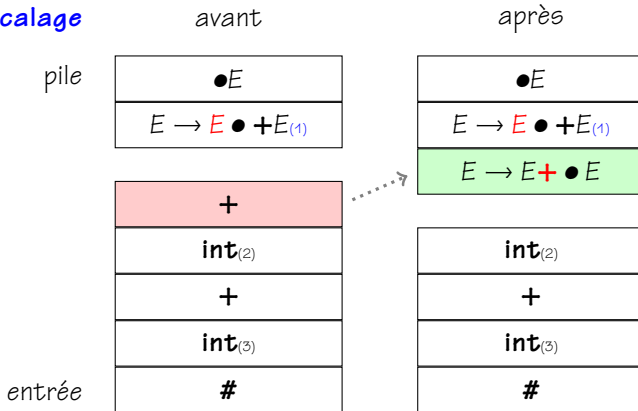 calage avant après
pile ●E ●E
E → E ● +E(1) E → E ● +E(1)
E → E+ ● E
+
int(2) int(2)
+ +
int(3) int(3)
entrée # #